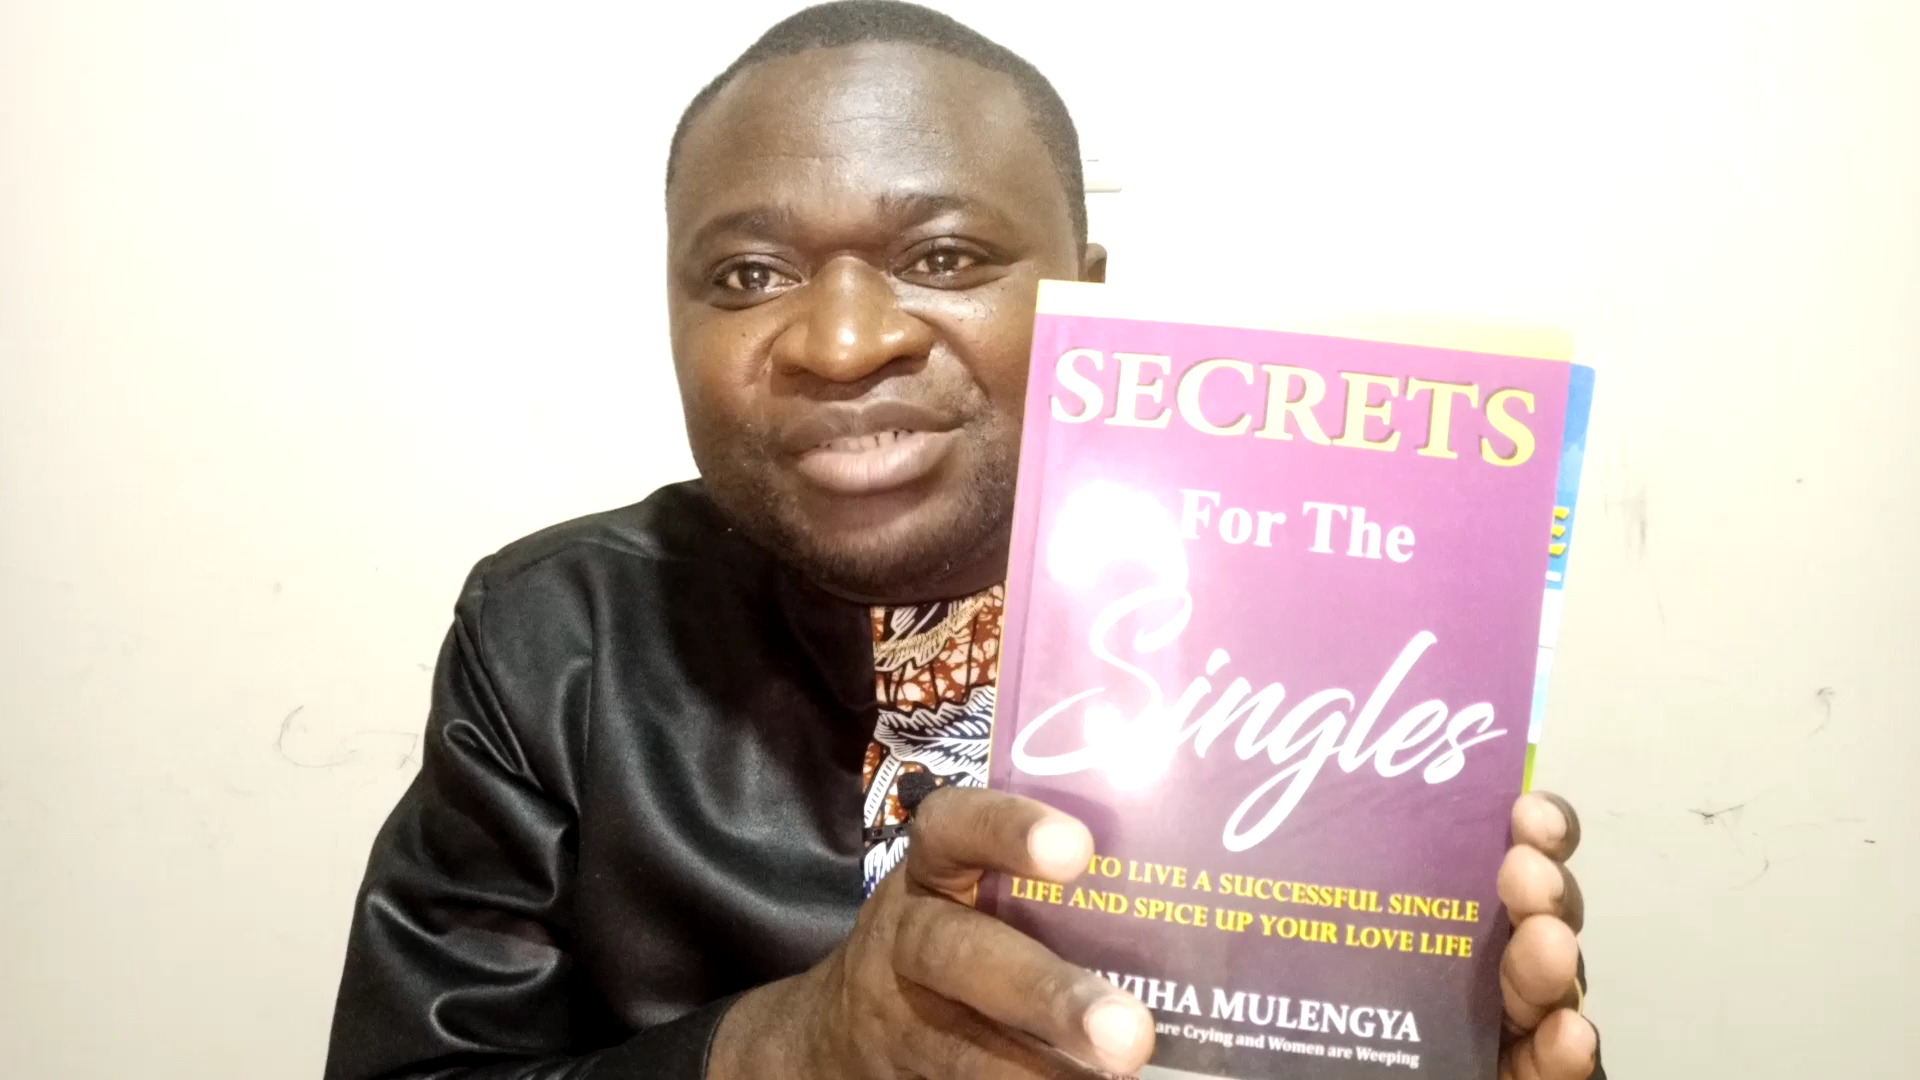 SECRETS
For The
Singles
TO LIVE A SUCCESSFUL SINGLE
LIFE AND SPICE UP YOUR LOVE LIFE
MULENGYA
are Crying and Women are Weeping
E